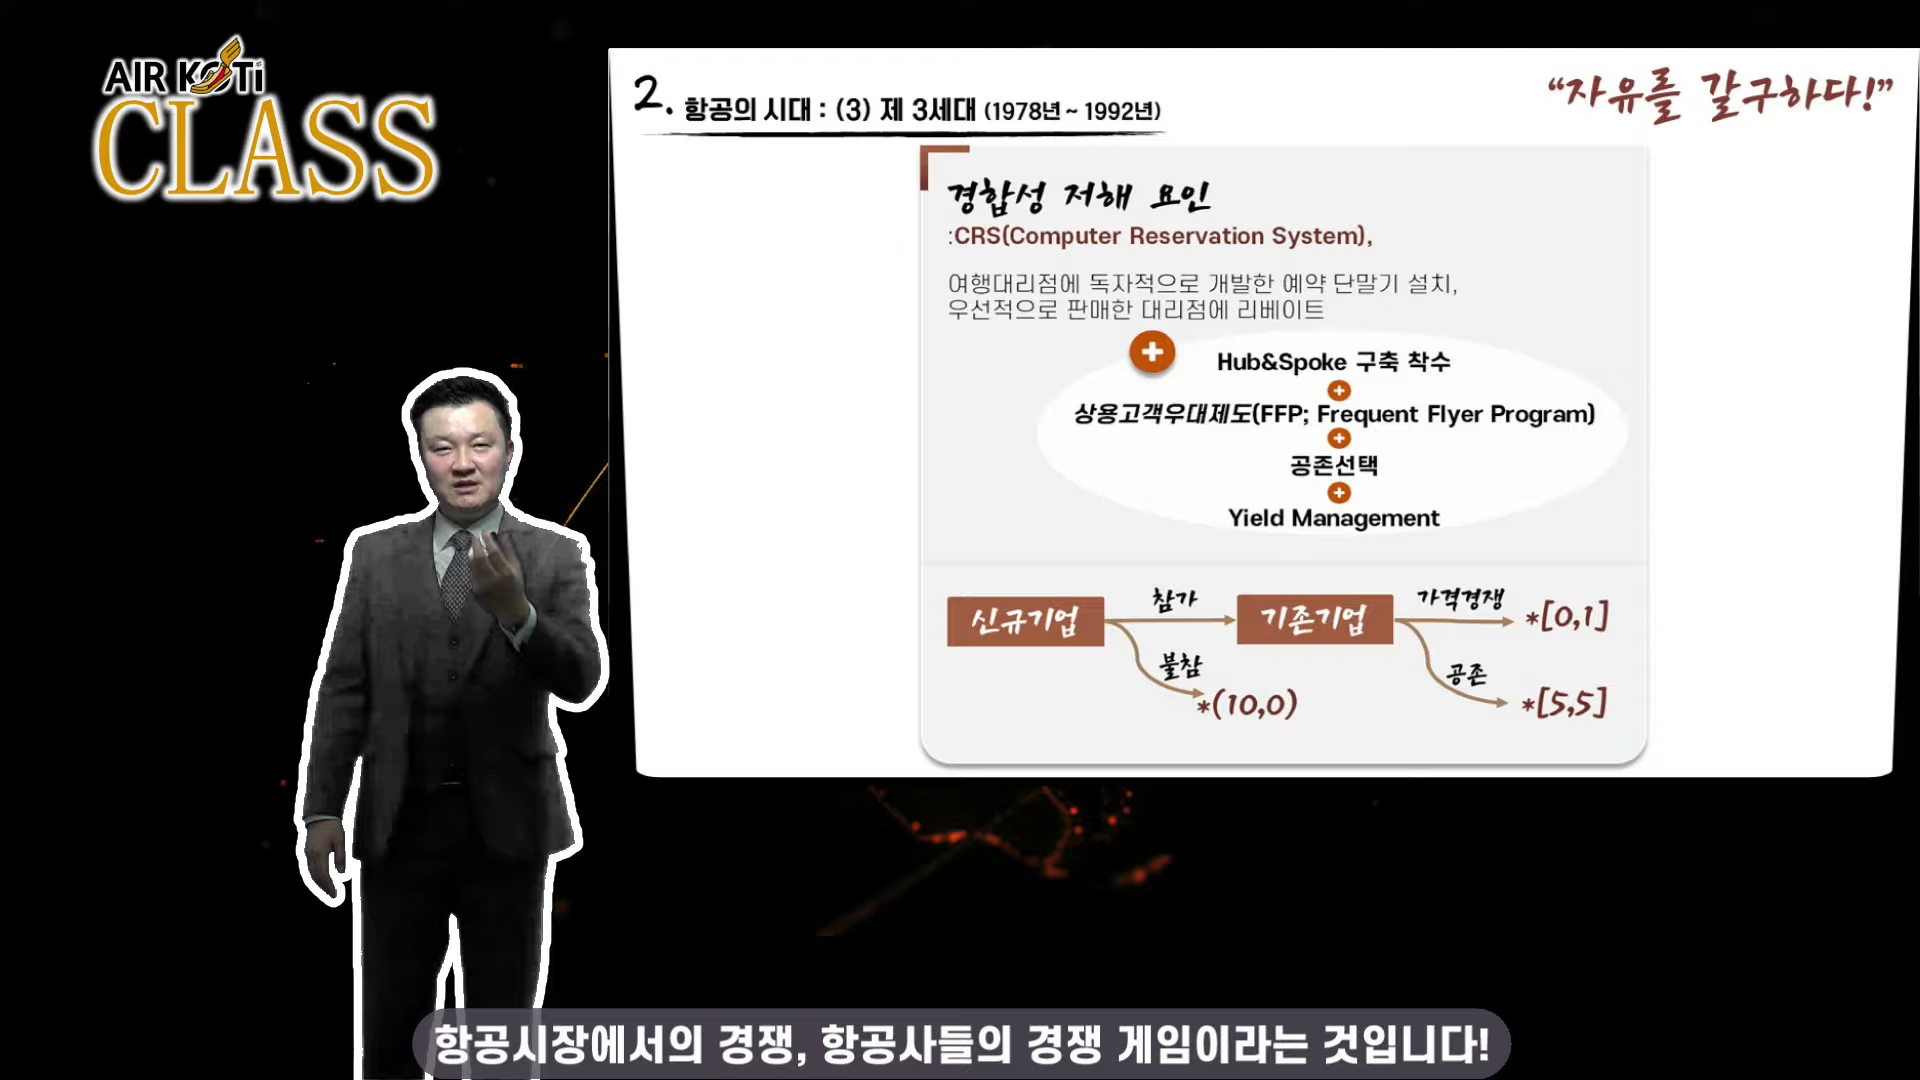 AIR KOTi
CLASS
2. 항공의 시대 : (3) 제 3세대 (1978년 ~ 1992년)
“자유를 갈구하다!”
경합성 저해 요인
:CRS(Computer Reservation System),
여행대리점에 독자적으로 개발한 예약 단말기 설치,
우선적으로 판매한 대리점에 리베이트
Hub&Spoke 구축 착수
상용고객우대제도(FFP; Frequent Flyer Program)
공존선택
Yield Management
신규기업
참가
기존기업
가격경쟁
*[0,1]
불참
*(10,0)
공존
*[5,5]
항공시장에서의 경쟁, 항공사들의 경쟁 게임이라는 것입니다!